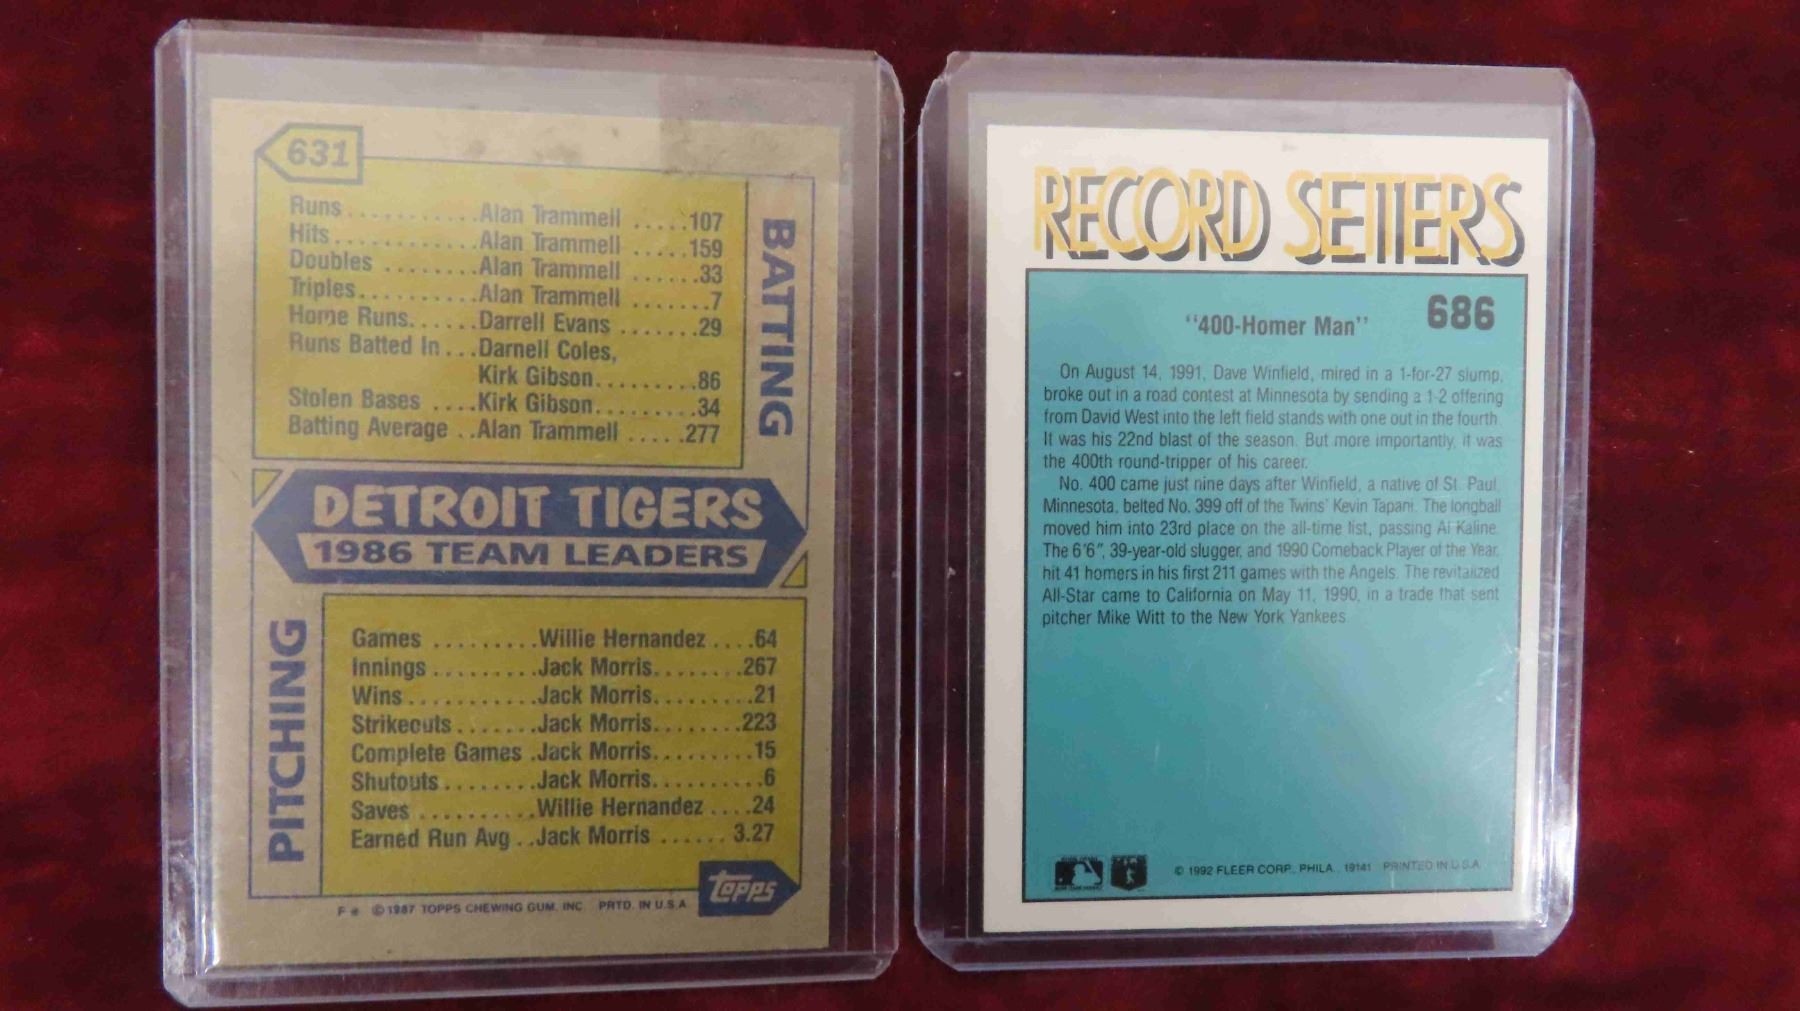 631
Runs...........Alan Trammell .....107
Hits............Alan Trammell .....159
Doubles ........Alan Trammell ......33
Triples..........Alan Trammell .......7
Home Runs......Darrell Evans .......29
Runs Batted In...Darnell Coles,
Kirk Gibson.........86
Stolen Bases ....Kirk Gibson.........34
Batting Average ..Alan Trammell .....277
BATTING
DETROIT TIGERS
1986 TEAM LEADERS
PITCHING
Games .........Willie Hernandez ....64
Innings .........Jack Morris........267
Wins............Jack Morris.........21
Strikeouts.......Jack Morris.......223
Complete Games .Jack Morris.........15
Shutouts ........Jack Morris..........6
Saves ..........Willie Hernandez ....24
Earned Run Avg ..Jack Morris ...... 3.27
TOPPS
F ©1987 TOPPS CHEWING GUM, INC. PRTD. IN U.S.A.
RECORD SETTERS
686
"400-Homer Man"
On August 14, 1991, Dave Winfield, mired in a 1-for-27 slump,
broke out in a road contest at Minnesota by sending a 1-2 offering
from David West into the left field stands with one out in the fourth.
It was his 22nd blast of the season. But more importantly, it was
the 400th round-tripper of his career.
No. 400 came just nine days after Winfield, a native of St. Paul,
Minnesota, belted No. 399 off of the Twins' Kevin Tapani. The longball
moved him into 23rd place on the all-time list, passing Al Kaline.
The 6'6", 39-year-old slugger, and 1990 Comeback Player of the Year,
hit 41 homers in his first 211 games with the Angels. The revitalized
All-Star came to California on May 11, 1990, in a trade that sent
pitcher Mike Witt to the New York Yankees.
© 1992 FLEER CORP., PHILA., 19141 PRINTED IN U.S.A.